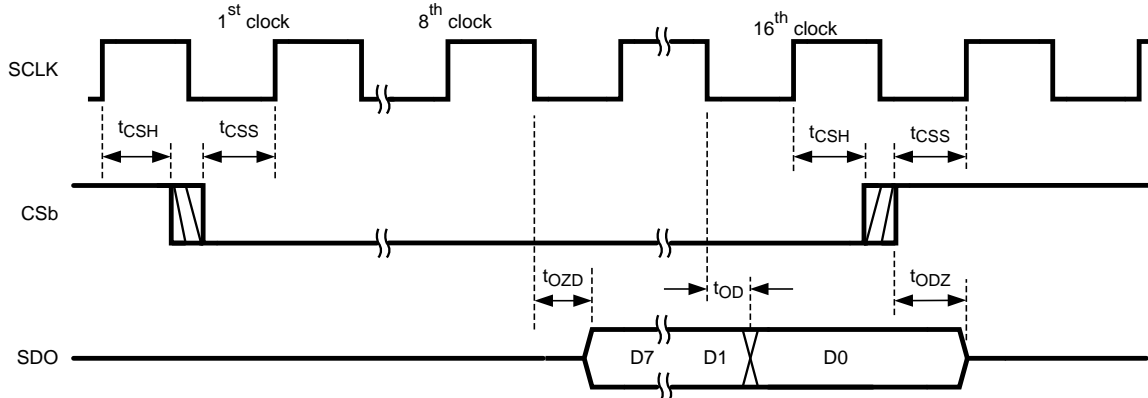 1st clock 8th clock 16th clock
SCLK
tCSH tCSS tCSH tCSS
CSb
tOZD tOD tODZ
SDO D7 D1 D0